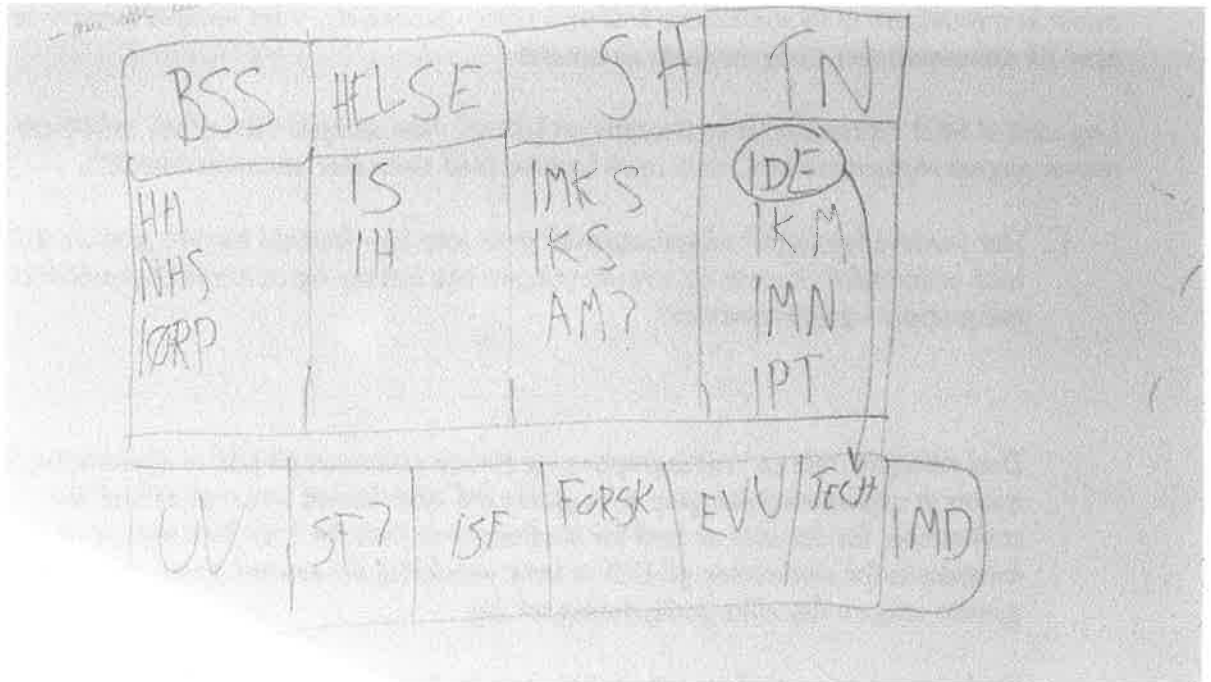 BSS HELSE SH TN
HH IS IMKS IDE
NHS IH IKS IKM
IØRP AM? IMN
IPT
UV SF? ISF FORSK EVU TECH IMD